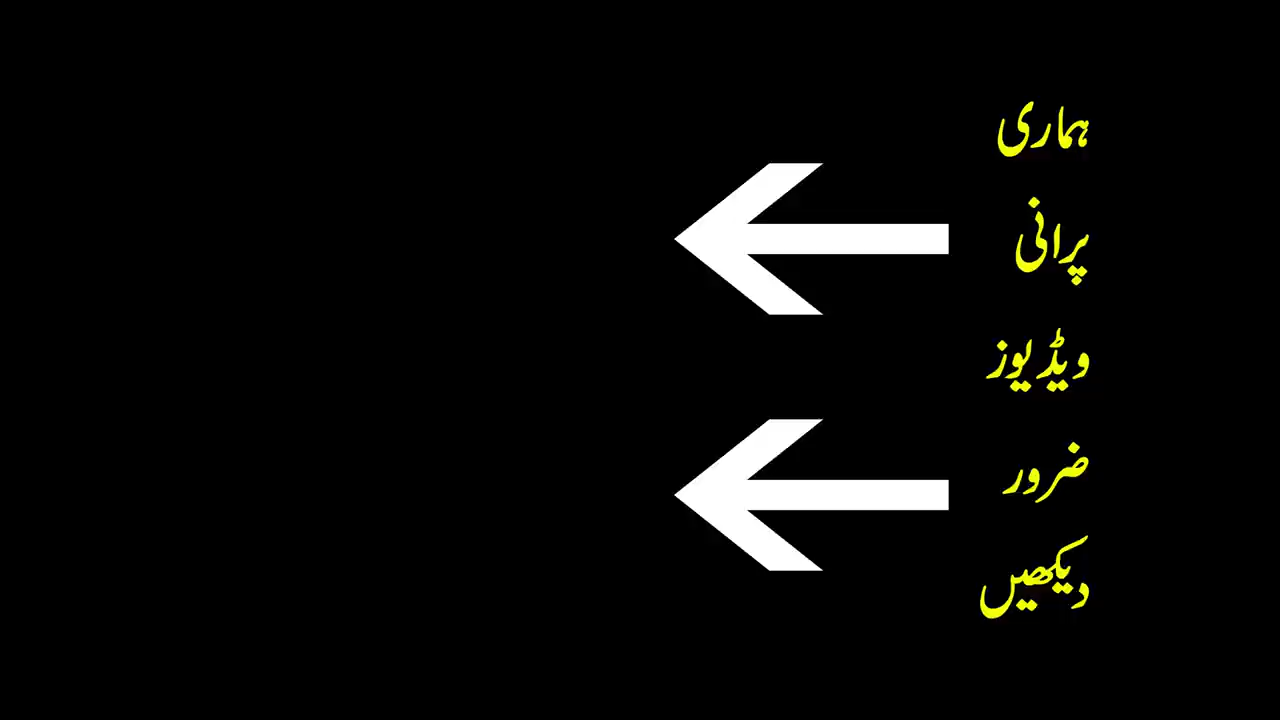 ہماری
پرانی
ویڈیوز
ضرور
دیکھیں